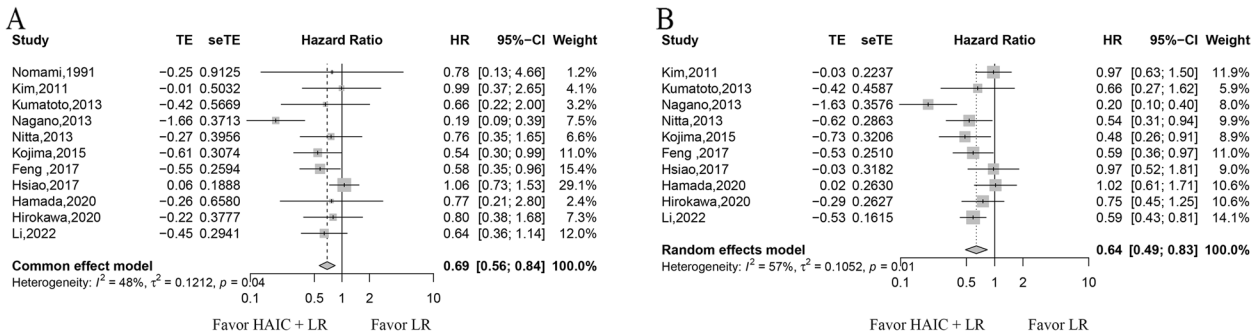 A
Study TE seTE Hazard Ratio HR 95%−CI Weight
Nomami,1991 −0.25 0.9125 0.78 [0.13; 4.66] 1.2%
Kim,2011 −0.01 0.5032 0.99 [0.37; 2.65] 4.1%
Kumatoto,2013 −0.42 0.5669 0.66 [0.22; 2.00] 3.2%
Nagano,2013 −1.66 0.3713 0.19 [0.09; 0.39] 7.5%
Nitta,2013 −0.27 0.3956 0.76 [0.35; 1.65] 6.6%
Kojima,2015 −0.61 0.3074 0.54 [0.30; 0.99] 11.0%
Feng,2017 −0.55 0.2594 0.58 [0.35; 0.96] 15.4%
Hsiao,2017 0.06 0.1888 1.06 [0.73; 1.53] 29.1%
Hamada,2020 −0.26 0.6580 0.77 [0.21; 2.80] 2.4%
Hirokawa,2020 −0.22 0.3777 0.80 [0.38; 1.68] 7.3%
Li,2022 −0.45 0.2941 0.64 [0.36; 1.14] 12.0%
Common effect model 0.69 [0.56; 0.84] 100.0%
Heterogeneity: I² = 48%, τ² = 0.1212, p = 0.04
0.1 0.5 1 2 10
Favor HAIC + LR Favor LR
B
Study TE seTE Hazard Ratio HR 95%−CI Weight
Kim,2011 −0.03 0.2237 0.97 [0.63; 1.50] 11.9%
Kumatoto,2013 −0.42 0.4587 0.66 [0.27; 1.62] 5.9%
Nagano,2013 −1.63 0.3576 0.20 [0.10; 0.40] 8.0%
Nitta,2013 −0.62 0.2863 0.54 [0.31; 0.94] 9.9%
Kojima,2015 −0.73 0.3206 0.48 [0.26; 0.91] 8.9%
Feng ,2017 −0.53 0.2510 0.59 [0.36; 0.97] 11.0%
Hsiao,2017 −0.03 0.3182 0.97 [0.52; 1.81] 9.0%
Hamada,2020 0.02 0.2630 1.02 [0.61; 1.71] 10.6%
Hirokawa,2020 −0.29 0.2627 0.75 [0.45; 1.25] 10.6%
Li,2022 −0.53 0.1615 0.59 [0.43; 0.81] 14.1%
Random effects model 0.64 [0.49; 0.83] 100.0%
Heterogeneity: I² = 57%, τ² = 0.1052, p = 0.01
0.1 0.5 1 2 10
Favor HAIC + LR Favor LR